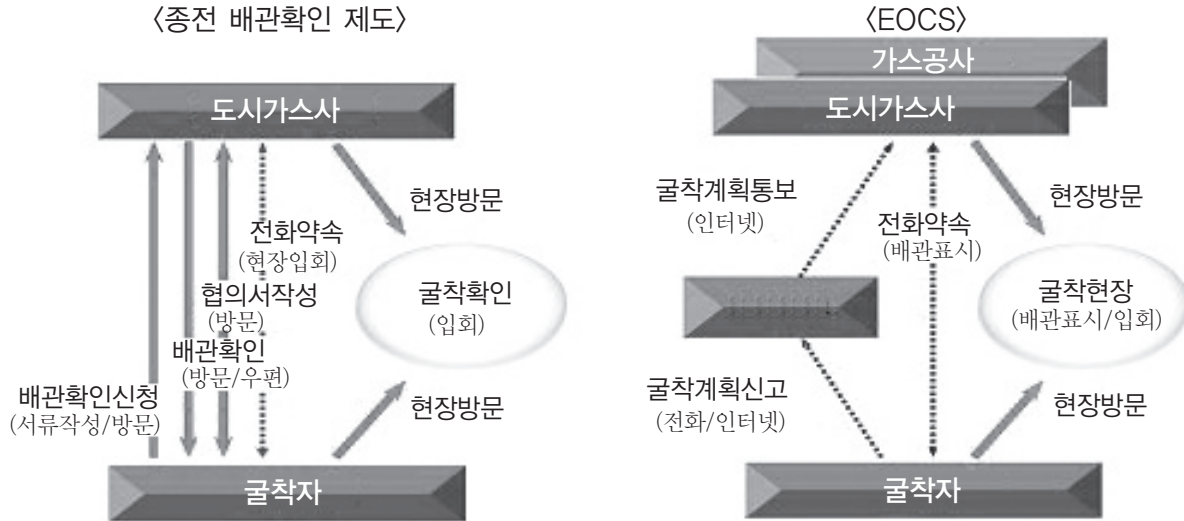 〈종전 배관확인 제도〉
도시가스사
현장방문
전화약속
(현장입회)
협의서작성
(방문)
배관확인
(방문/우편)
배관확인신청
(서류작성/방문)
굴착확인
(입회)
현장방문
굴착자
〈EOCS〉
가스공사
도시가스사
굴착계획통보
(인터넷)
전화약속
(배관표시)
현장방문
굴착현장
(배관표시/입회)
굴착계획신고
(전화/인터넷)
현장방문
굴착자